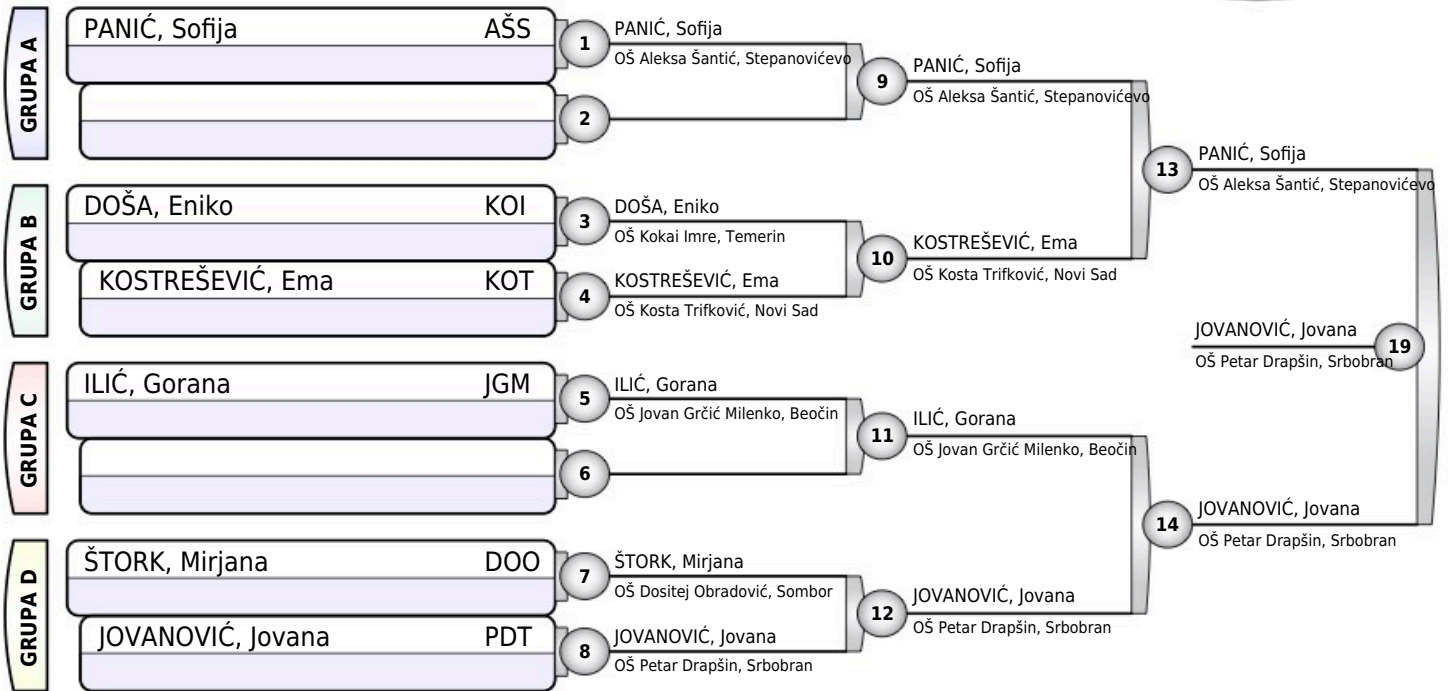 GRUPA A
PANIĆ, Sofija AŠS
1
PANIĆ, Sofija
OŠ Aleksa Šantić, Stepanovićevo
2
9
PANIĆ, Sofija
OŠ Aleksa Šantić, Stepanovićevo
GRUPA B
DOŠA, Eniko KOI
KOSTREŠEVIĆ, Ema KOT
3
DOŠA, Eniko
OŠ Kokai Imre, Temerin
4
KOSTREŠEVIĆ, Ema
OŠ Kosta Trifković, Novi Sad
10
KOSTREŠEVIĆ, Ema
OŠ Kosta Trifković, Novi Sad
13
PANIĆ, Sofija
OŠ Aleksa Šantić, Stepanovićevo
GRUPA C
ILIĆ, Gorana JGM
5
ILIĆ, Gorana
OŠ Jovan Grčić Milenko, Beočin
6
11
ILIĆ, Gorana
OŠ Jovan Grčić Milenko, Beočin
GRUPA D
ŠTORK, Mirjana DOO
JOVANOVIĆ, Jovana PDT
7
ŠTORK, Mirjana
OŠ Dositej Obradović, Sombor
8
JOVANOVIĆ, Jovana
OŠ Petar Drapšin, Srbobran
12
JOVANOVIĆ, Jovana
OŠ Petar Drapšin, Srbobran
14
JOVANOVIĆ, Jovana
OŠ Petar Drapšin, Srbobran
JOVANOVIĆ, Jovana
OŠ Petar Drapšin, Srbobran
19